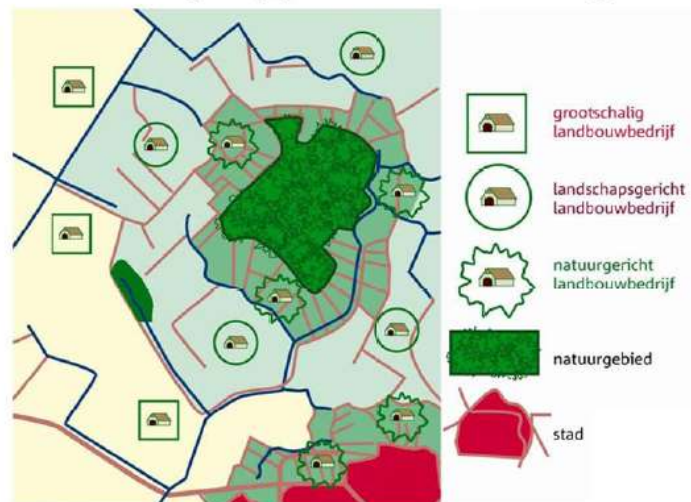 grootschalig
landbouwbedrijf
landschapsgericht
landbouwbedrijf
natuurgericht
landbouwbedrijf
natuurgebied
stad